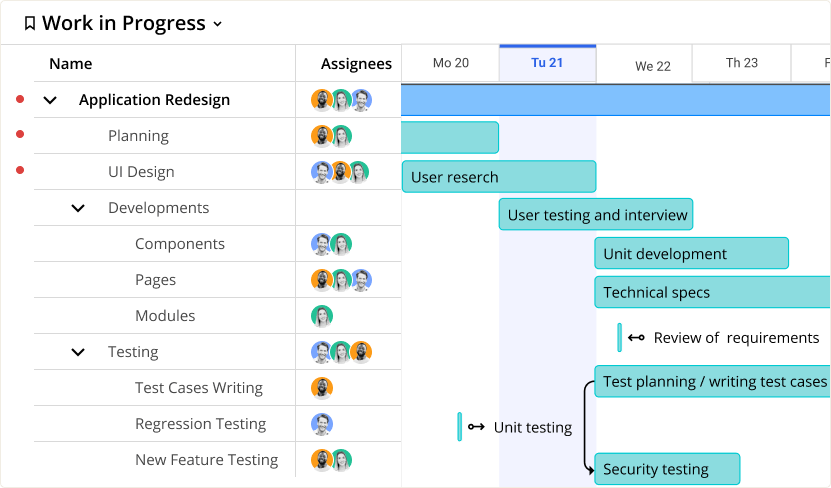 Work in Progress
Name Assignees Mo 20 Tu 21 We 22 Th 23 F
Application Redesign
Planning
UI Design User reserch
Developments User testing and interview
Components Unit development
Pages Technical specs
Modules Review of requirements
Testing
Test Cases Writing Test planning / writing test cases
Regression Testing Unit testing
New Feature Testing Security testing